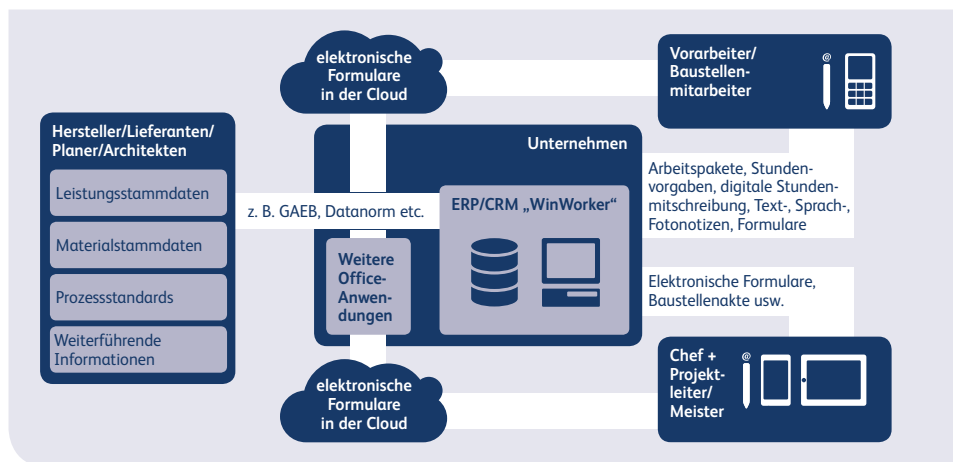 elektronische
Formulare
in der Cloud
Vorarbeiter/
Baustellen-
mitarbeiter
@
Hersteller/Lieferanten/
Planer/Architekten
Leistungsstammdaten
Materialstammdaten
Prozessstandards
Weiterführende
Informationen
z. B. GAEB, Datanorm etc.
Unternehmen
ERP/CRM „WinWorker“
Weitere
Office-
Anwen-
dungen
Arbeitspakete, Stunden-
vorgaben, digitale Stunden-
mitschreibung, Text-, Sprach-,
Fotonotizen, Formulare
Elektronische Formulare,
Baustellenakte usw.
elektronische
Formulare
in der Cloud
Chef +
Projekt-
leiter/
Meister
@